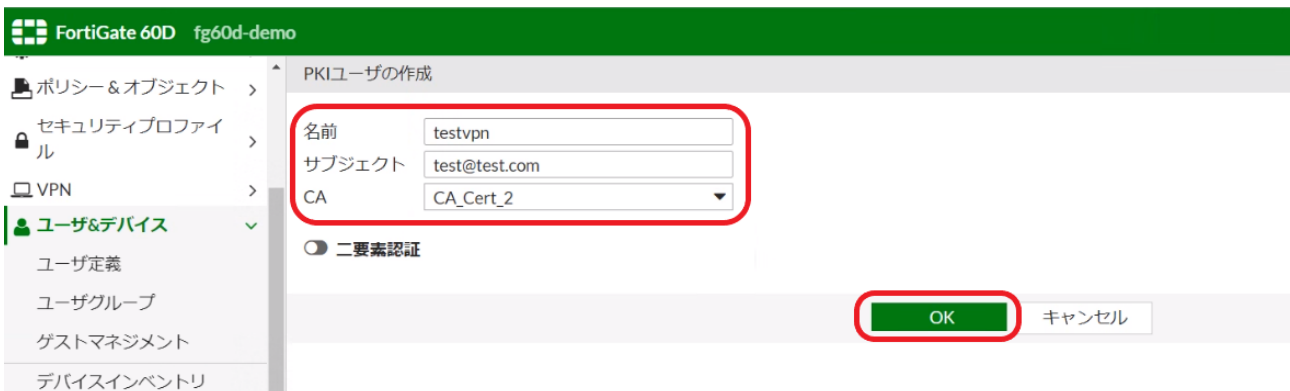 FortiGate 60D fg60d-demo
ポリシー & オブジェクト
セキュリティプロファイ
ル
VPN
ユーザ&デバイス
ユーザ定義
ユーザグループ
ゲストマネジメント
デバイスインベントリ
PKIユーザの作成
名前 testvpn
サブジェクト test@test.com
CA CA_Cert_2
二要素認証
OK キャンセル